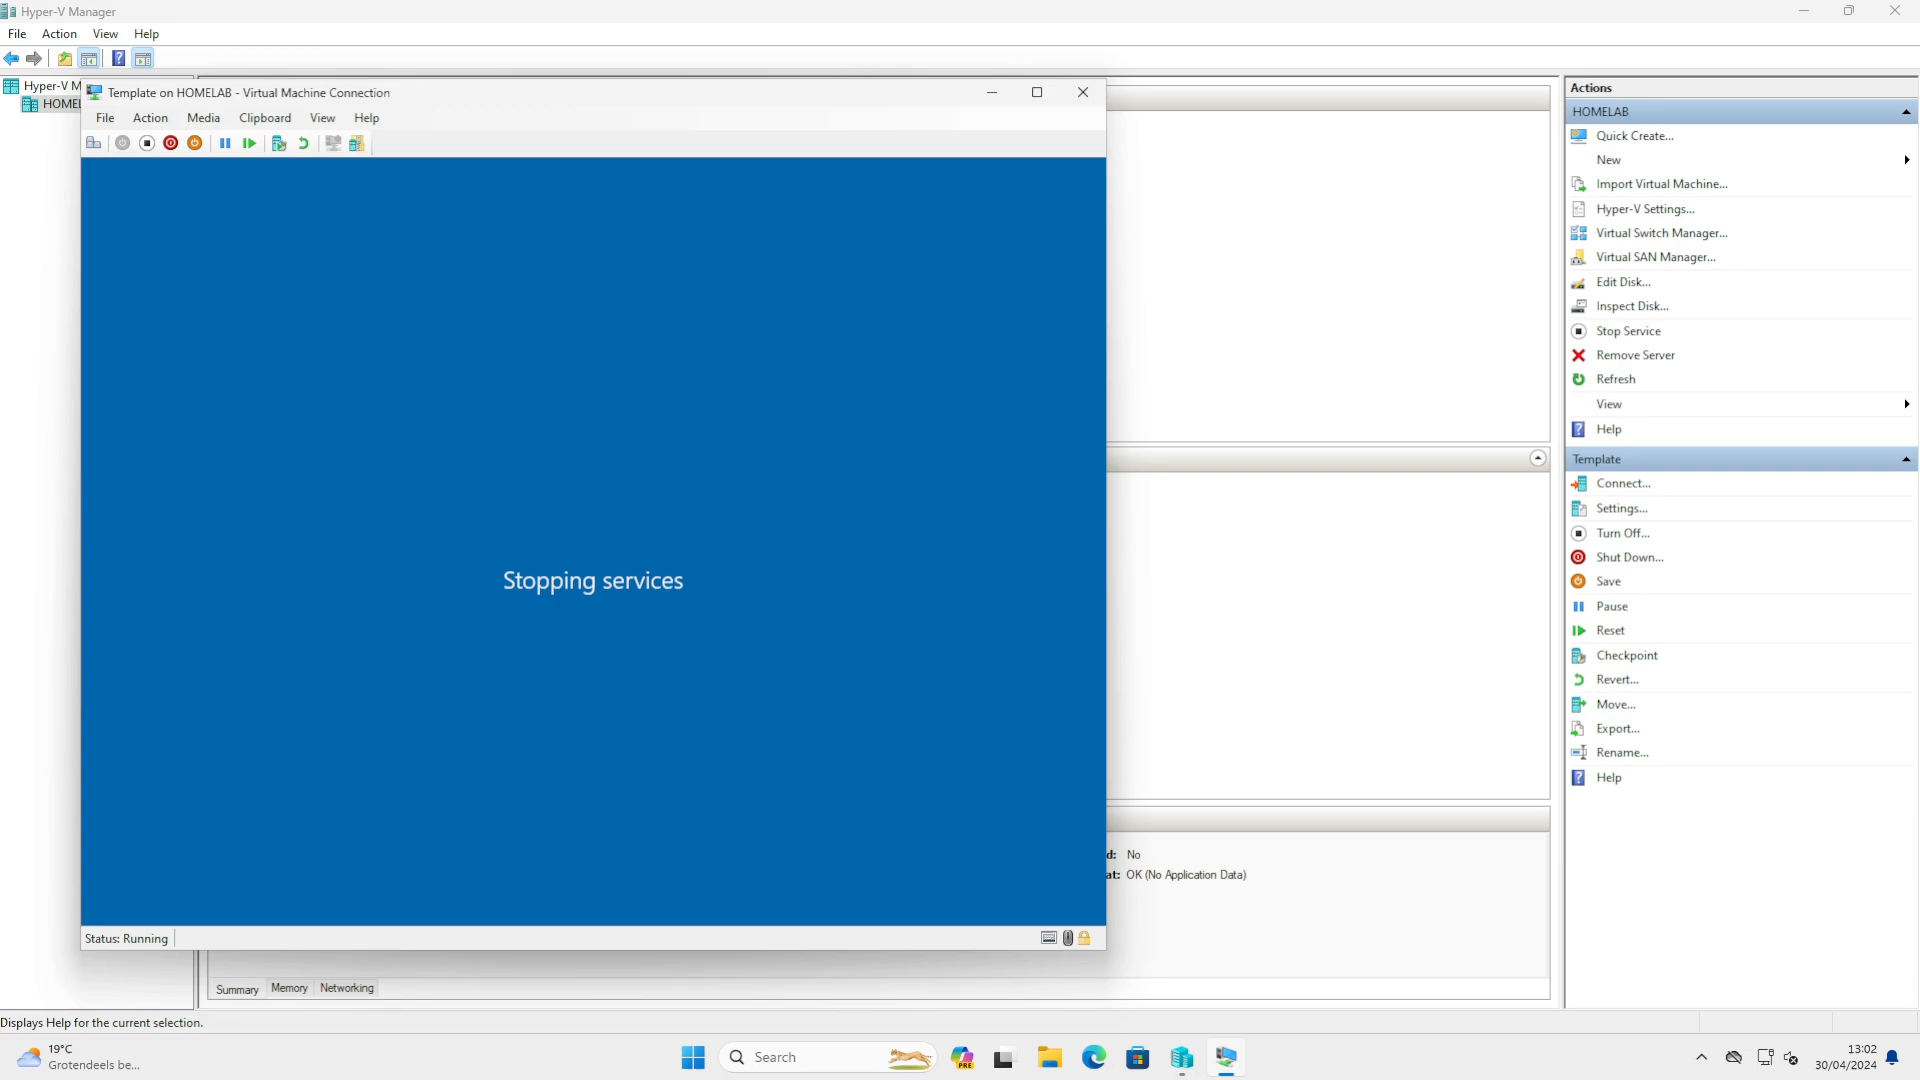 Hyper-V Manager
File Action View Help
Hyper-V M
HOMEL
Template on HOMELAB - Virtual Machine Connection
File Action Media Clipboard View Help
Stopping services
Status: Running
d: No
at: OK (No Application Data)
Summary Memory Networking
Actions
HOMELAB
Quick Create...
New
Import Virtual Machine...
Hyper-V Settings...
Virtual Switch Manager...
Virtual SAN Manager...
Edit Disk...
Inspect Disk...
Stop Service
Remove Server
Refresh
View
Help
Template
Connect...
Settings...
Turn Off...
Shut Down...
Save
Pause
Reset
Checkpoint
Revert...
Move...
Export...
Rename...
Help
Displays Help for the current selection.
19°C
Grotendeels be...
Search
PRE
13:02
30/04/2024